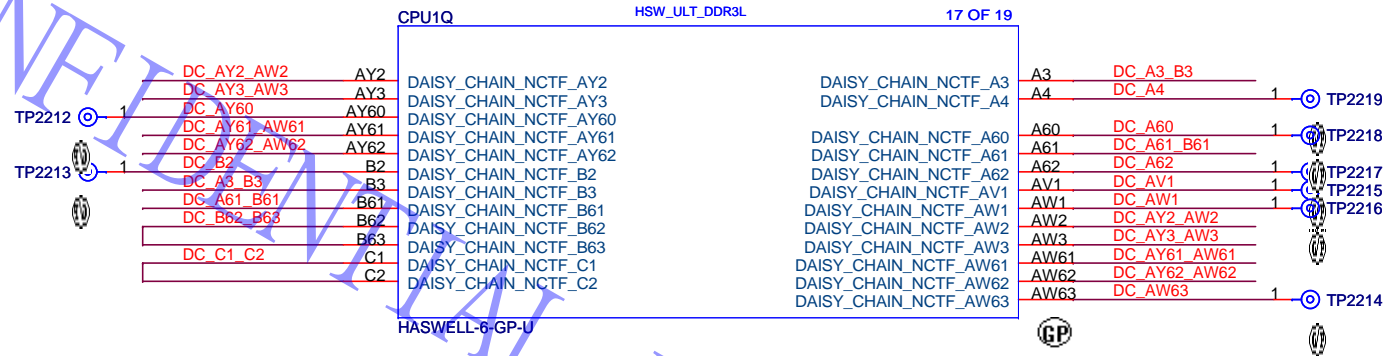 CPU1Q HSW_ULT_DDR3L 17 OF 19
DC_AY2_AW2 AY2 DAISY_CHAIN_NCTF_AY2 DAISY_CHAIN_NCTF_A3 A3 DC_A3_B3
DC_AY3_AW3 AY3 DAISY_CHAIN_NCTF_AY3 DAISY_CHAIN_NCTF_A4 A4 DC_A4 1 TP2219
TP2212 1 DC_AY60 AY60 DAISY_CHAIN_NCTF_AY60
DC_AY61_AW61 AY61 DAISY_CHAIN_NCTF_AY61 DAISY_CHAIN_NCTF_A60 A60 DC_A60 1 TP2218
DC_AY62_AW62 AY62 DAISY_CHAIN_NCTF_AY62 DAISY_CHAIN_NCTF_A61 A61 DC_A61_B61
TP2213 1 DC_B2 B2 DAISY_CHAIN_NCTF_B2 DAISY_CHAIN_NCTF_A62 A62 DC_A62 1 TP2217
DC_A3_B3 B3 DAISY_CHAIN_NCTF_B3 DAISY_CHAIN_NCTF_AV1 AV1 DC_AV1 1 TP2215
DC_A61_B61 B61 DAISY_CHAIN_NCTF_B61 DAISY_CHAIN_NCTF_AW1 AW1 DC_AW1 1 TP2216
DC_B62_B63 B62 DAISY_CHAIN_NCTF_B62 DAISY_CHAIN_NCTF_AW2 AW2 DC_AY2_AW2
B63 DAISY_CHAIN_NCTF_B63 DAISY_CHAIN_NCTF_AW3 AW3 DC_AY3_AW3
DC_C1_C2 C1 DAISY_CHAIN_NCTF_C1 DAISY_CHAIN_NCTF_AW61 AW61 DC_AY61_AW61
C2 DAISY_CHAIN_NCTF_C2 DAISY_CHAIN_NCTF_AW62 AW62 DC_AY62_AW62
DAISY_CHAIN_NCTF_AW63 AW63 DC_AW63 1 TP2214
HASWELL-6-GP-U
GP
NFIDENTIAL